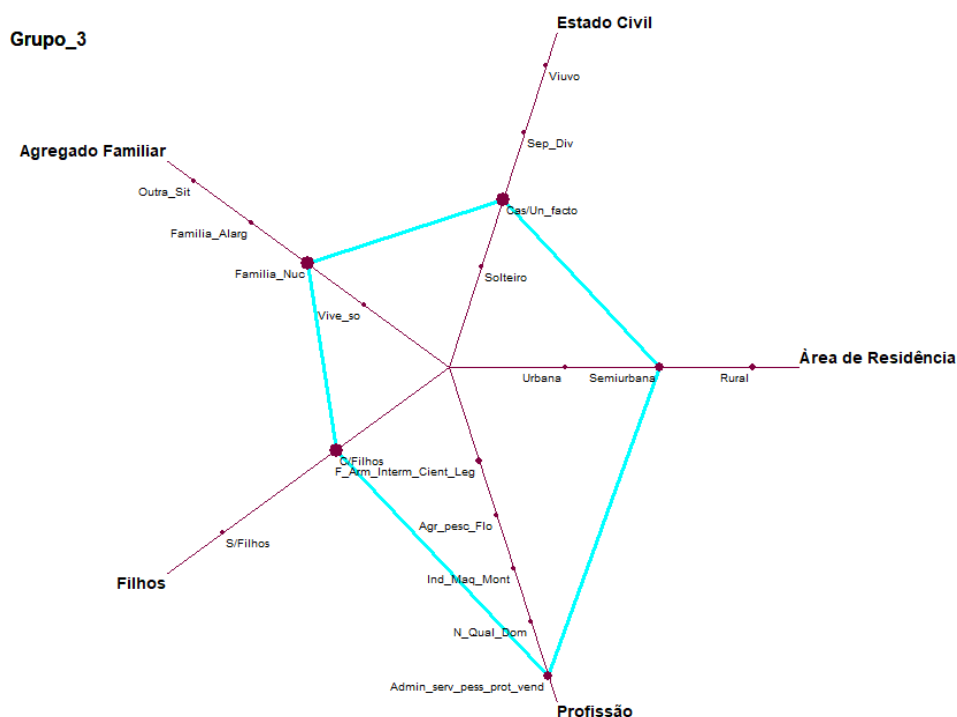 Estado Civil
Grupo_3
Viuvo
Sep_Div
Agregado Familiar
Outra_Sit
Cas/Un_facto
Familia_Alarg
Familia_Nuc
Solteiro
Vive_so
Àrea de Residência
Urbana
Semiurbana
Rural
C/Filhos
F_Arm_Interm_Cient_Leg
Agr_pesc_Flo
S/Filhos
Filhos
Ind_Maq_Mont
N_Qual_Dom
Admin_serv_pess_prot_vend
Profissão